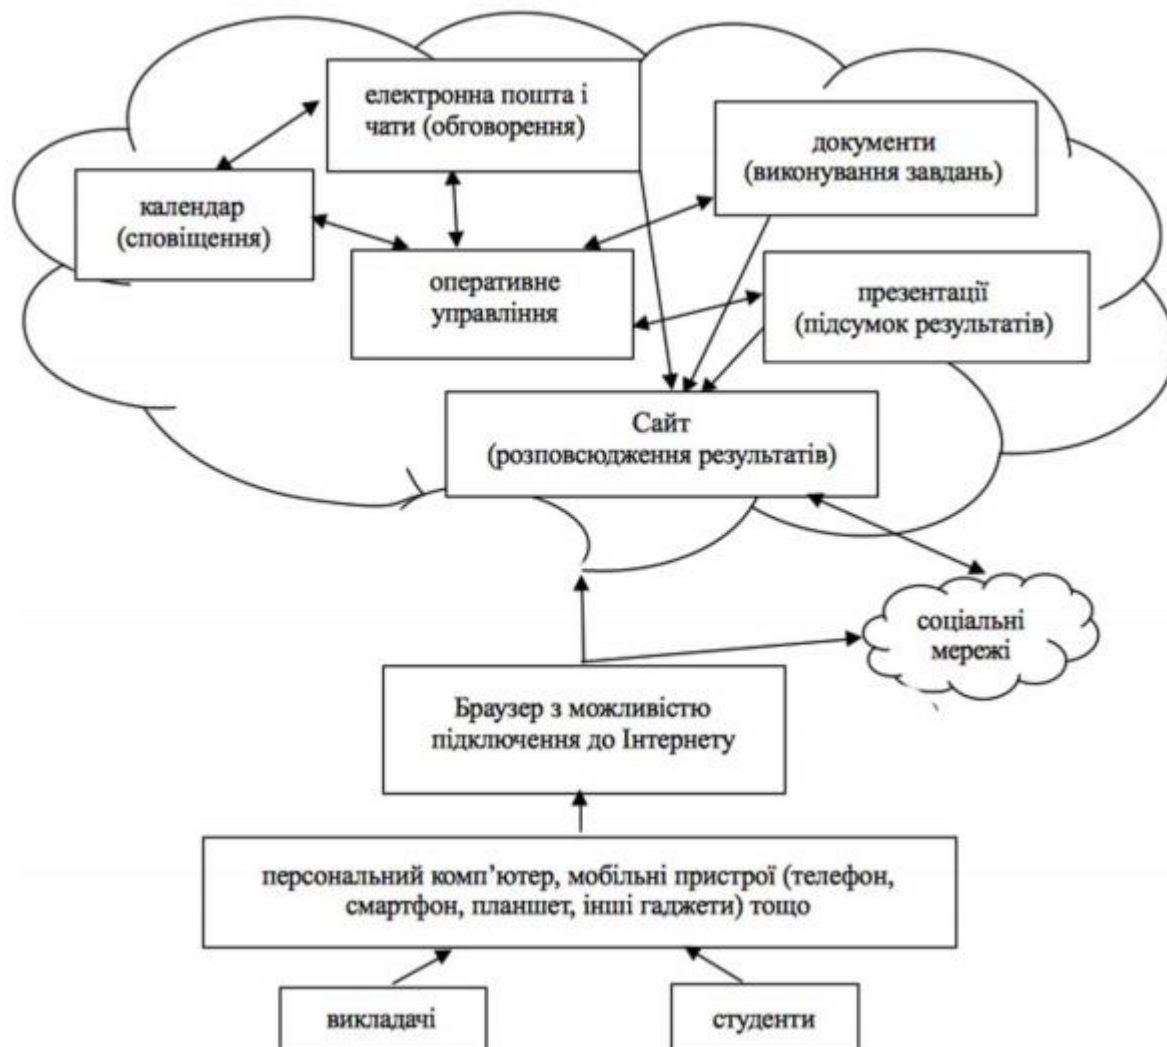 електронна пошта і
чати (обговорення)
документи
(виконування завдань)
календар
(сповіщення)
оперативне
управління
презентації
(підсумок результатів)
Сайт
(розповсюдження результатів)
соціальні
мережі
Браузер з можливістю
підключення до Інтернету
персональний комп’ютер, мобільні пристрої (телефон,
смартфон, планшет, інші гаджети) тощо
викладачі
студенти